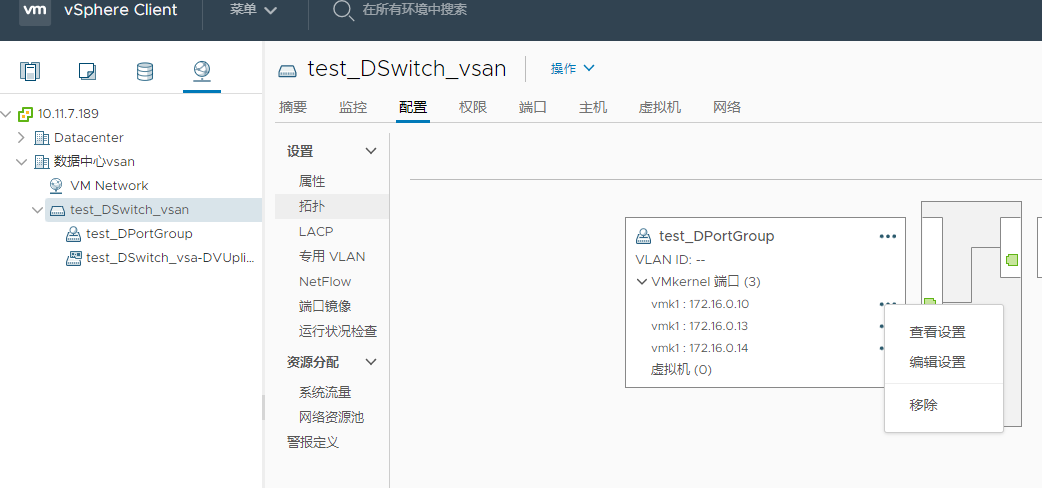 vm vSphere Client 菜单 在所有环境中搜索
10.11.7.189
Datacenter
数据中心vsan
VM Network
test_DSwitch_vsan
test_DPortGroup
test_DSwitch_vsa-DVUpli...
test_DSwitch_vsan 操作
摘要 监控 配置 权限 端口 主机 虚拟机 网络
设置
属性
拓扑
LACP
专用 VLAN
NetFlow
端口镜像
运行状况检查
资源分配
系统流量
网络资源池
警报定义
test_DPortGroup
VLAN ID: --
VMkernel 端口 (3)
vmk1 : 172.16.0.10
vmk1 : 172.16.0.13
vmk1 : 172.16.0.14
虚拟机 (0)
查看设置
编辑设置
移除